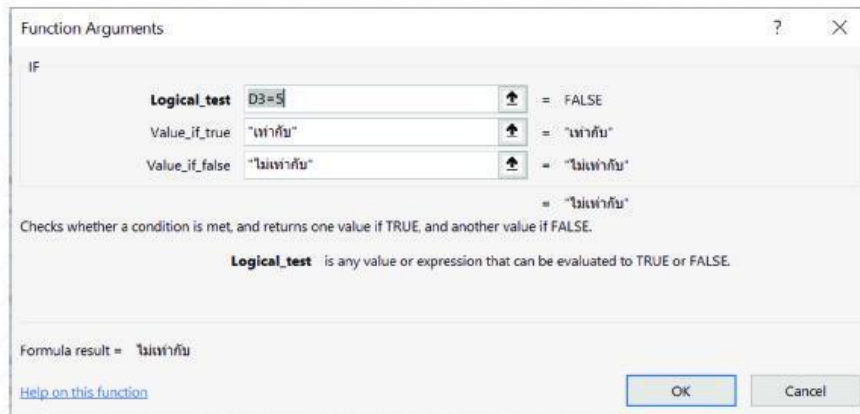 Function Arguments ? ×
IF
Logical_test D3=5 = FALSE
Value_if_true "เท่ากับ" = "เท่ากับ"
Value_if_false "ไม่เท่ากับ" = "ไม่เท่ากับ"
= "ไม่เท่ากับ"
Checks whether a condition is met, and returns one value if TRUE, and another value if FALSE.
Logical_test is any value or expression that can be evaluated to TRUE or FALSE.
Formula result = ไม่เท่ากับ
Help on this function OK Cancel